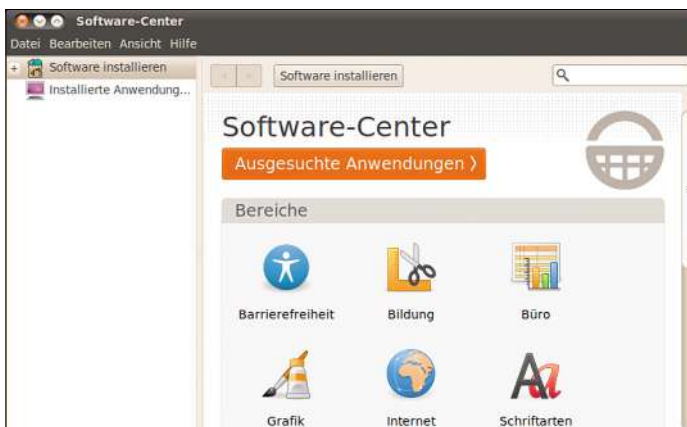 Software-Center
Datei Bearbeiten Ansicht Hilfe
Software installieren
Installierte Anwendung...
Software installieren
Software-Center
Ausgesuchte Anwendungen
Bereiche
Barrierefreiheit Bildung Büro
Grafik Internet Schriftarten